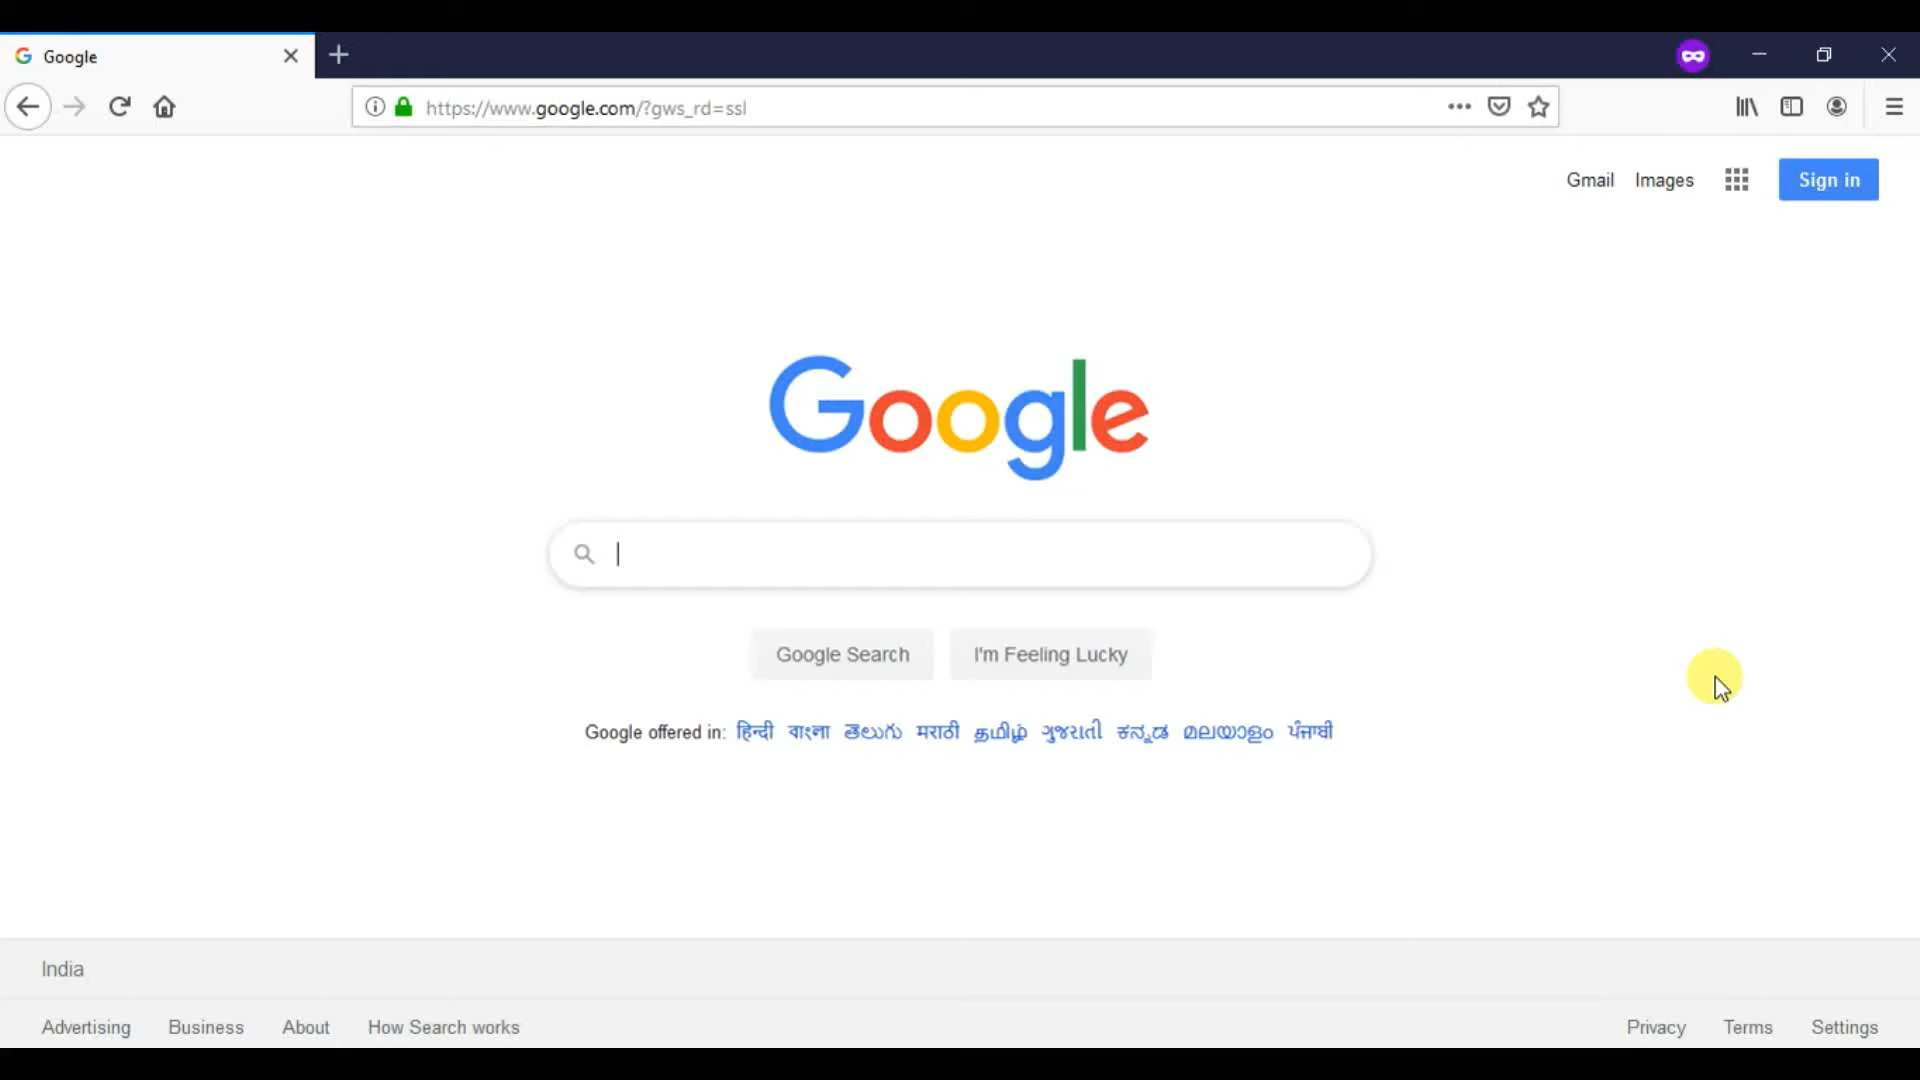 Google
https://www.google.com/?gws_rd=ssl
Gmail Images Sign in
Google
Google Search I'm Feeling Lucky
Google offered in: हिन्दी বাংলা తెలుగు मराठी தமிழ் ગુજરાતી ಕನ್ನಡ മലയാളം ਪੰਜਾਬੀ
India
Advertising Business About How Search works Privacy Terms Settings